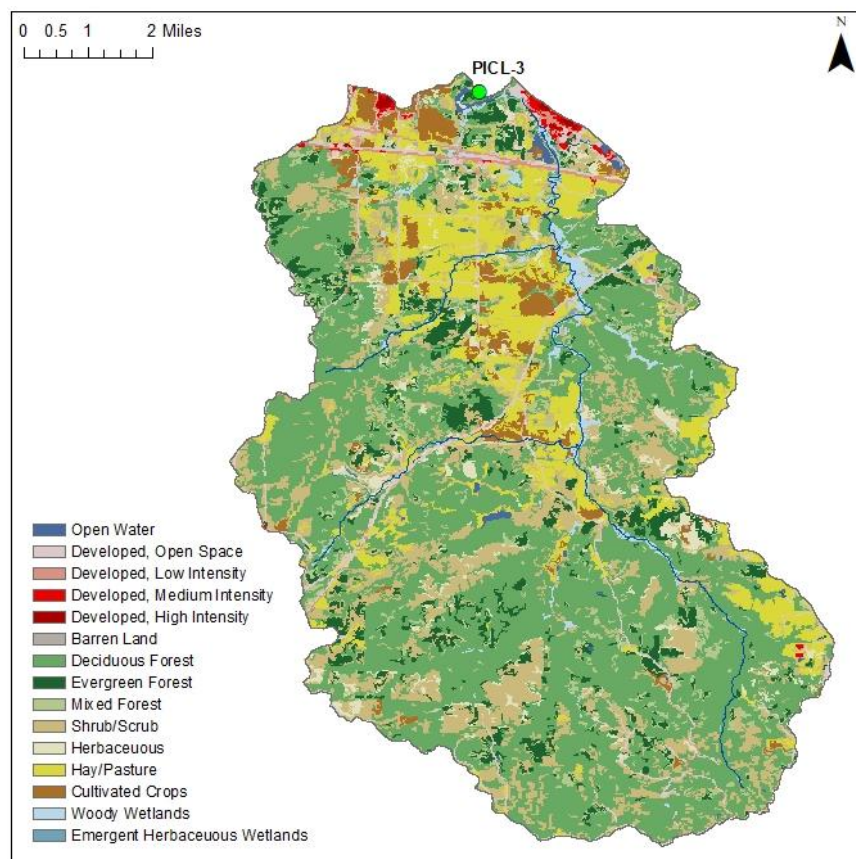 0 0.5 1 2 Miles
N
PICL-3
Open Water
Developed, Open Space
Developed, Low Intensity
Developed, Medium Intensity
Developed, High Intensity
Barren Land
Deciduous Forest
Evergreen Forest
Mixed Forest
Shrub/Scrub
Herbaceuous
Hay/Pasture
Cultivated Crops
Woody Wetlands
Emergent Herbaceuous Wetlands